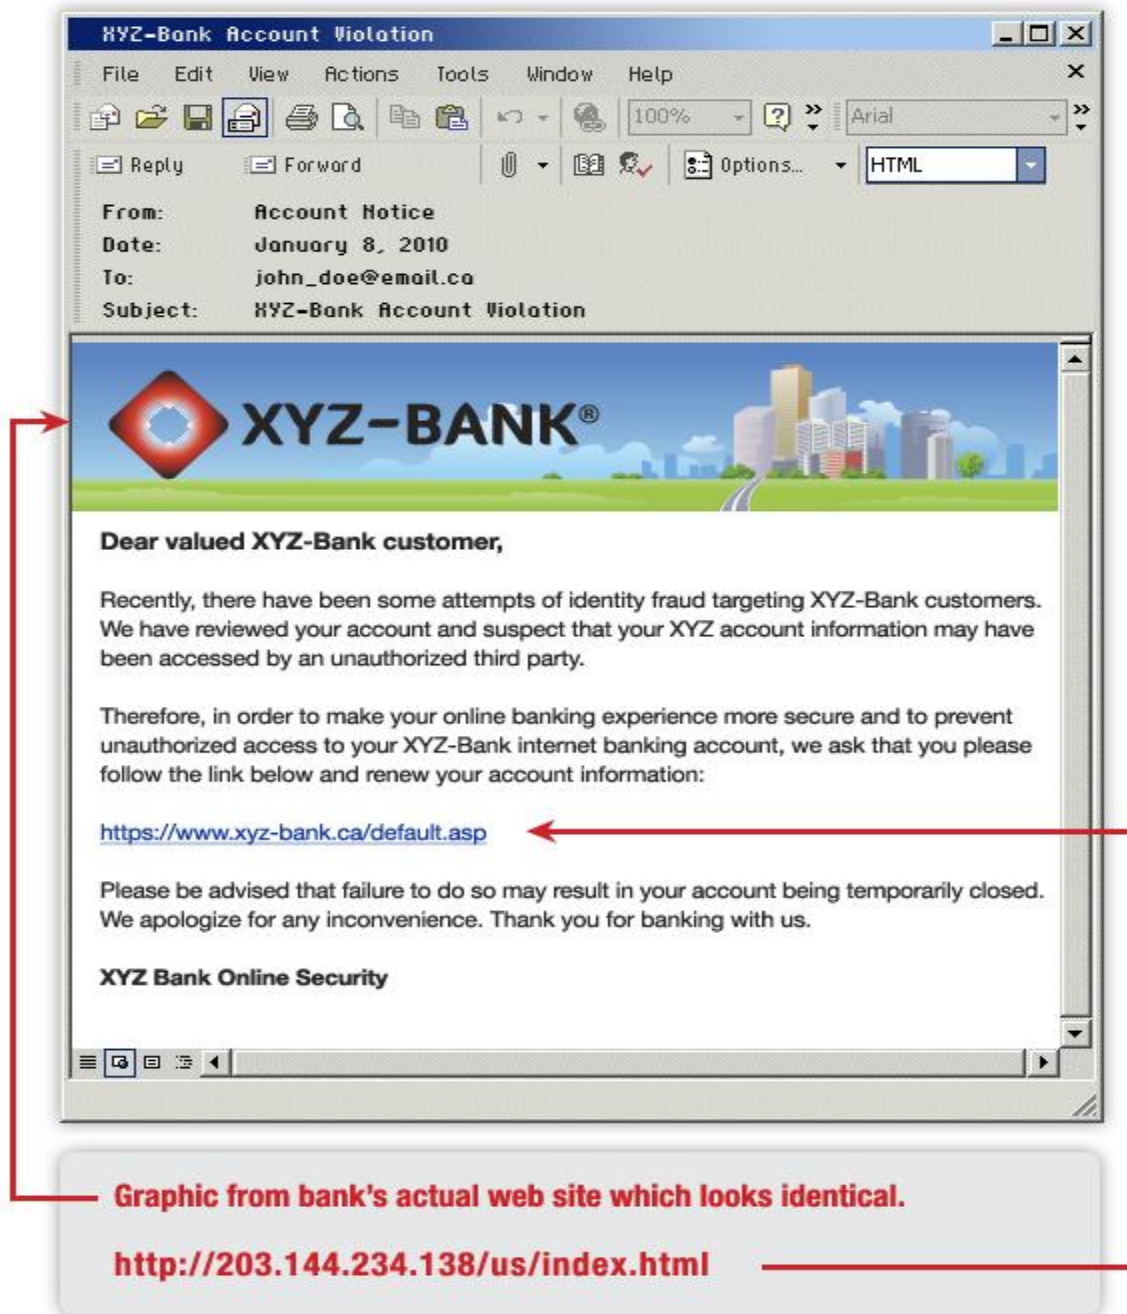 XYZ-Bank Account Violation
File Edit View Actions Tools Window Help
100% Arial
Reply Forward Options... HTML
From: Account Notice
Date: January 8, 2010
To: john_doe@email.ca
Subject: XYZ-Bank Account Violation
XYZ-BANK®
Dear valued XYZ-Bank customer,
Recently, there have been some attempts of identity fraud targeting XYZ-Bank customers.
We have reviewed your account and suspect that your XYZ account information may have
been accessed by an unauthorized third party.
Therefore, in order to make your online banking experience more secure and to prevent
unauthorized access to your XYZ-Bank internet banking account, we ask that you please
follow the link below and renew your account information:
https://www.xyz-bank.ca/default.asp
Please be advised that failure to do so may result in your account being temporarily closed.
We apologize for any inconvenience. Thank you for banking with us.
XYZ Bank Online Security
Graphic from bank's actual web site which looks identical.
http://203.144.234.138/us/index.html